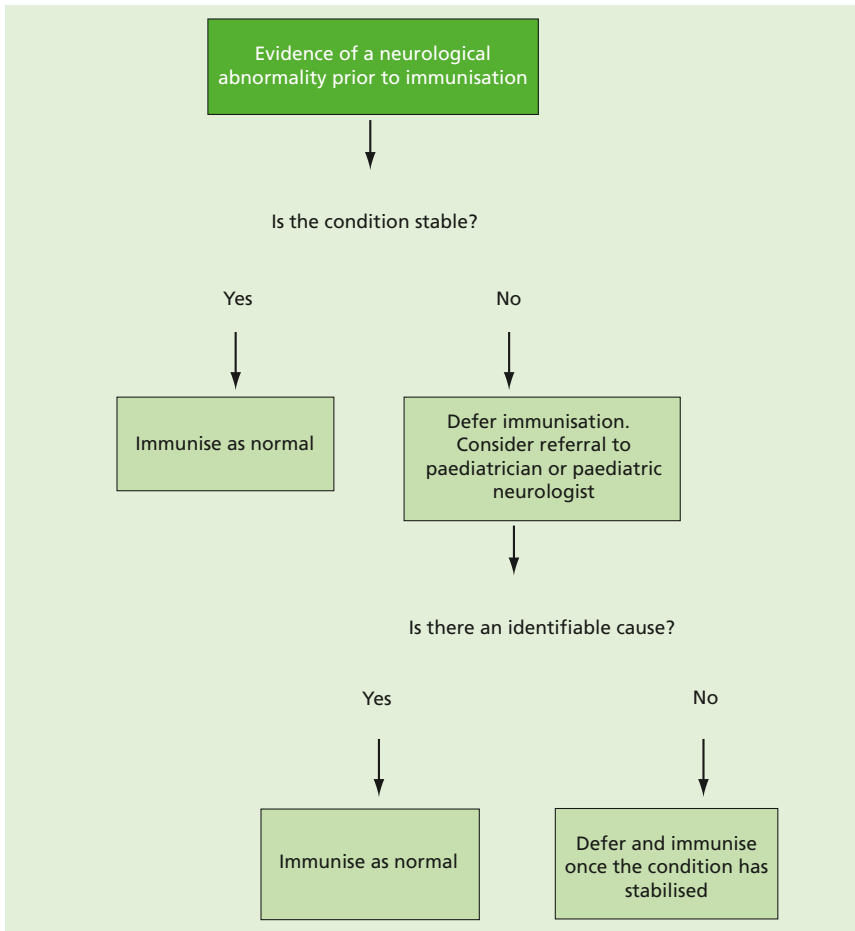 Evidence of a neurological
abnormality prior to immunisation
Is the condition stable?
Yes
No
Immunise as normal
Defer immunisation.
Consider referral to
paediatrician or paediatric
neurologist
Is there an identifiable cause?
Yes
No
Immunise as normal
Defer and immunise
once the condition has
stabilised